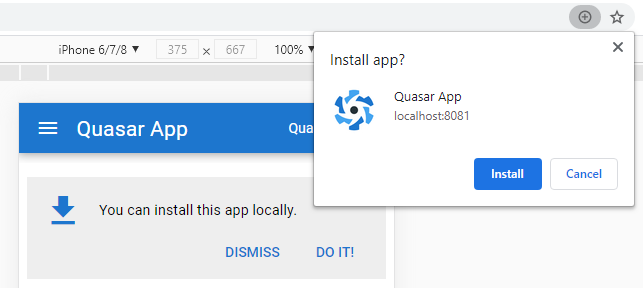 iPhone 6/7/8 ▼ 375 × 667 100% ▼
Install app?
Quasar App
localhost:8081
Install Cancel
Quasar App Qua
You can install this app locally.
DISMISS DO IT!